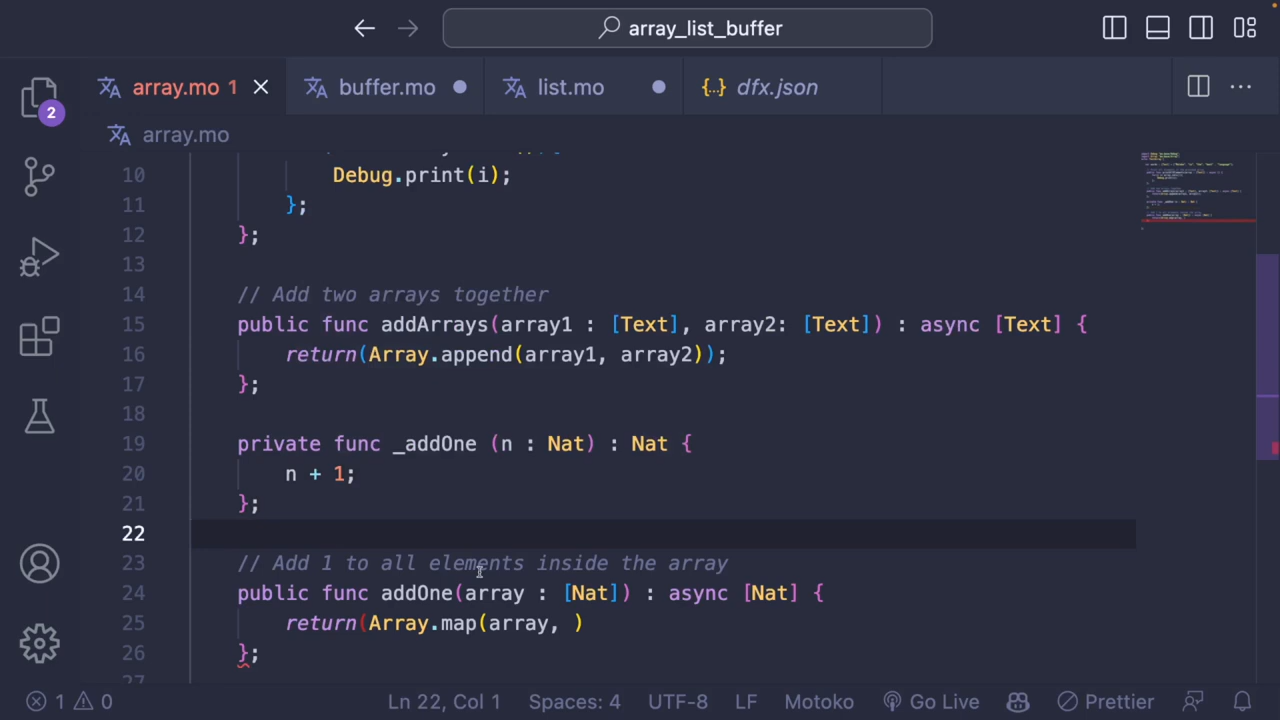 array_list_buffer
array.mo 1
buffer.mo
list.mo
{..} dfx.json
2
array.mo
10 Debug.print(i);
11 };
12 };
13
14 // Add two arrays together
15 public func addArrays(array1 : [Text], array2: [Text]) : async [Text] {
16 return(Array.append(array1, array2));
17 };
18
19 private func _addOne (n : Nat) : Nat {
20 n + 1;
21 };
22
23 // Add 1 to all elements inside the array
24 public func addOne(array : [Nat]) : async [Nat] {
25 return(Array.map(array, )
26 };
1 0 Ln 22, Col 1 Spaces: 4 UTF-8 LF Motoko Go Live Prettier